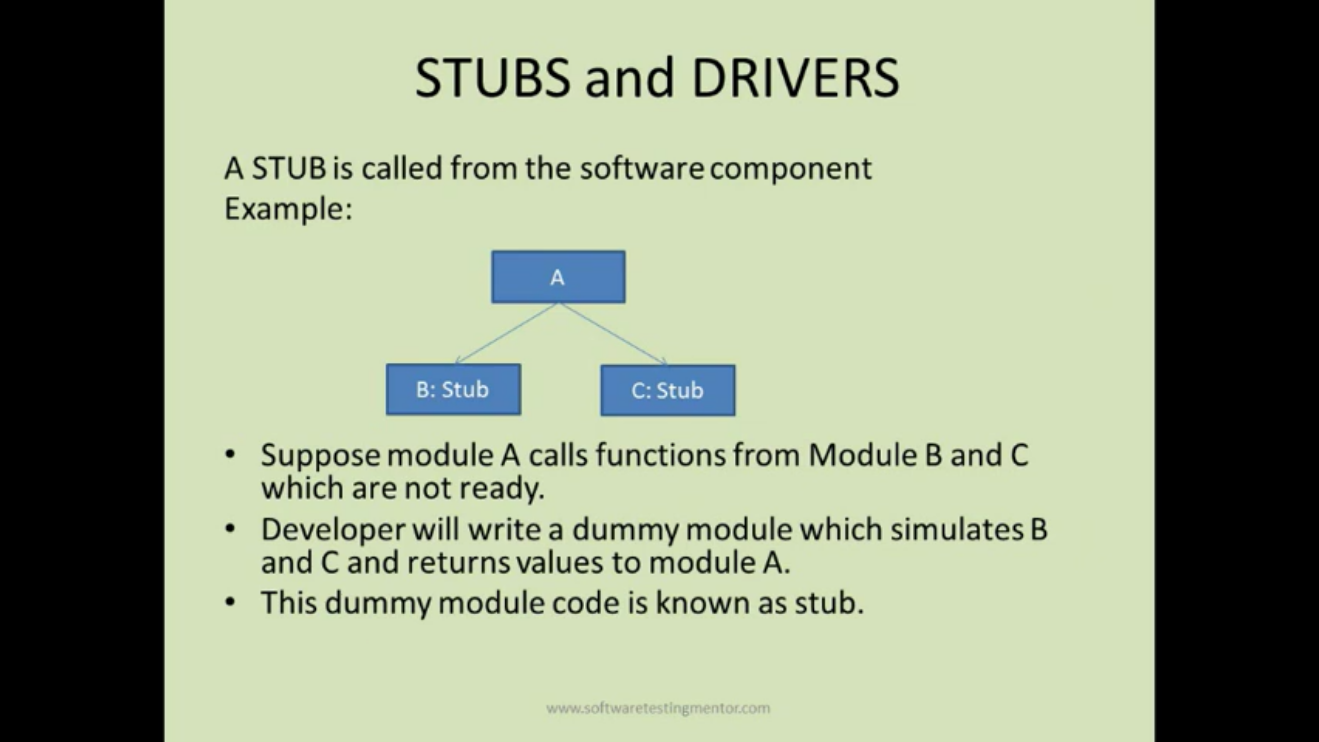 STUBS and DRIVERS
A STUB is called from the software component
Example:
A
B: Stub
C: Stub
• Suppose module A calls functions from Module B and C
which are not ready.
• Developer will write a dummy module which simulates B
and C and returns values to module A.
• This dummy module code is known as stub.
www.softwaretestingmentor.com